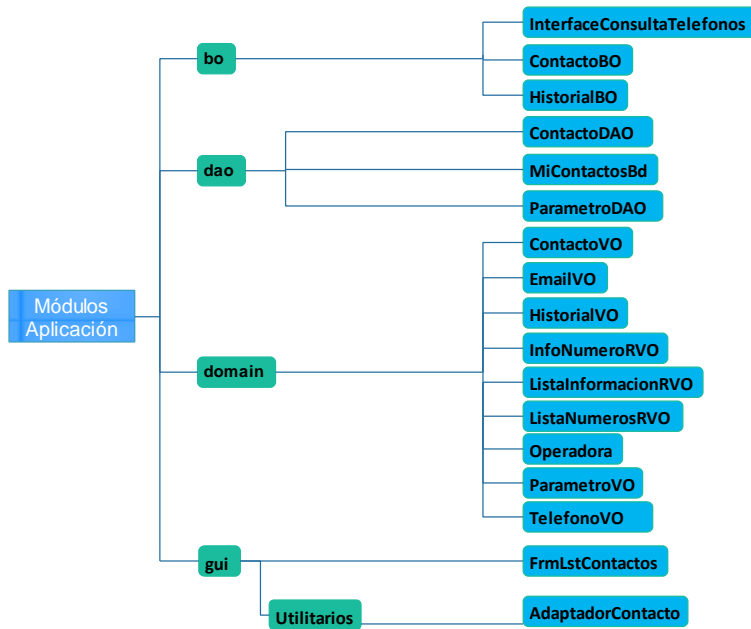 Módulos
Aplicación
bo
InterfaceConsultaTelefonos
ContactoBO
HistorialBO
dao
ContactoDAO
MiContactosBd
ParametroDAO
domain
ContactoVO
EmailVO
HistorialVO
InfoNumeroRVO
ListaInformacionRVO
ListaNumerosRVO
Operadora
ParametroVO
TelefonoVO
gui
FrmLstContactos
Utilitarios
AdaptadorContacto